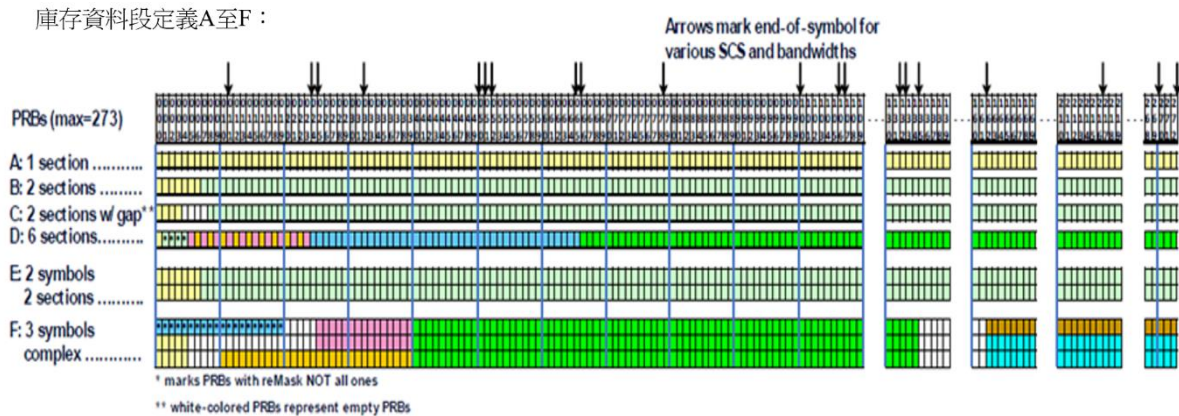 庫存資料段定義A至F：
Arrows mark end-of-symbol for
various SCS and bandwidths
PRBs (max=273)
A: 1 section ...........
B: 2 sections .........
C: 2 sections w/ gap**
D: 6 sections..........
E: 2 symbols
2 sections ..........
F: 3 symbols
complex ............
* marks PRBs with reMask NOT all ones
** white-colored PRBs represent empty PRBs